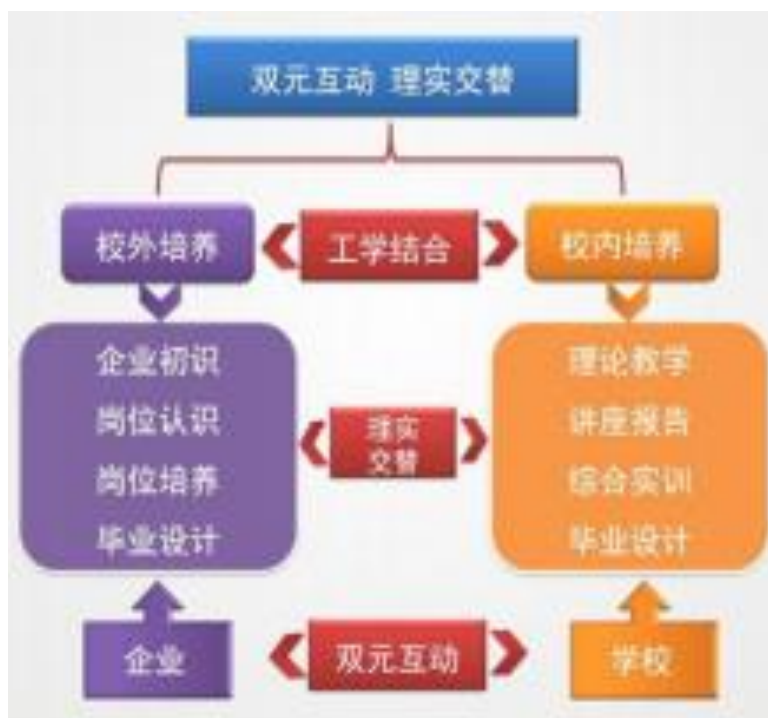 双元互动 理实交替
校外培养
工学结合
校内培养
企业初识
岗位认识
岗位培养
毕业设计
理实
交替
理论教学
讲座报告
综合实训
毕业设计
企业
双元互动
学校